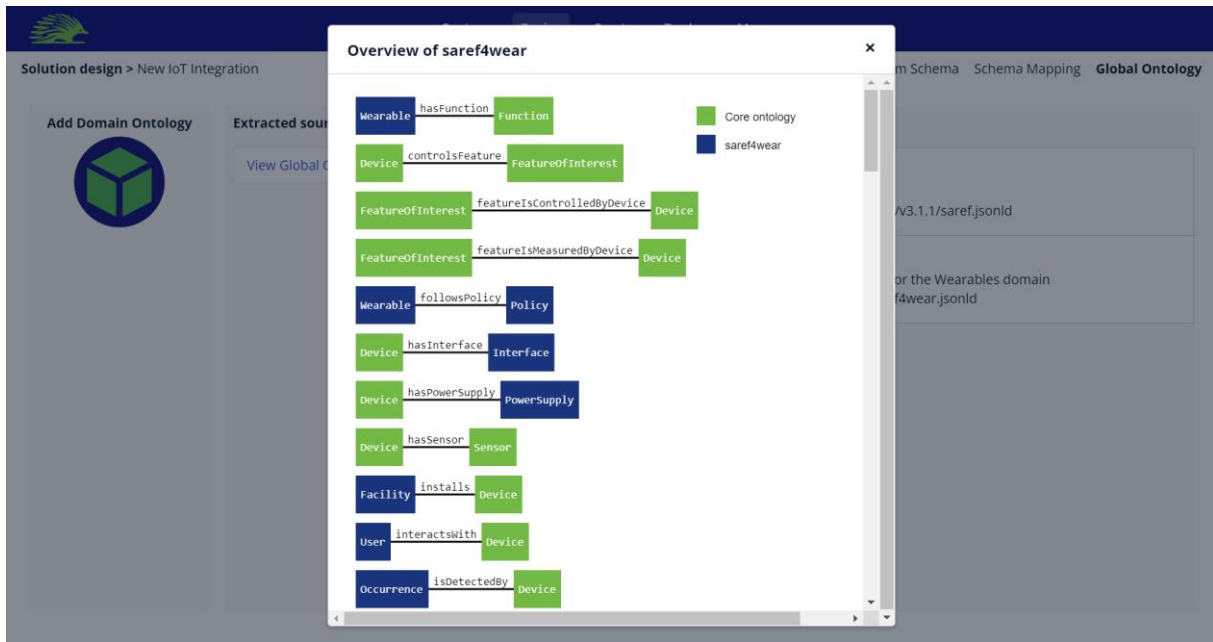 Overview of saref4wear ×
Solution design > New IoT Integration
Schema Schema Mapping Global Ontology
Add Domain Ontology
Extracted
View Global
/v3.1.1/saref.jsonld
or the Wearables domain
f4wear.jsonld
Wearable hasFunction Function
Core ontology
saref4wear
Device controlsFeature FeatureOfInterest
FeatureOfInterest featureIsControlledByDevice Device
FeatureOfInterest featureIsMeasuredByDevice Device
Wearable followsPolicy Policy
Device hasInterface Interface
Device hasPowerSupply PowerSupply
Device hasSensor Sensor
Facility installs Device
User interactsWith Device
Occurrence isDetectedBy Device